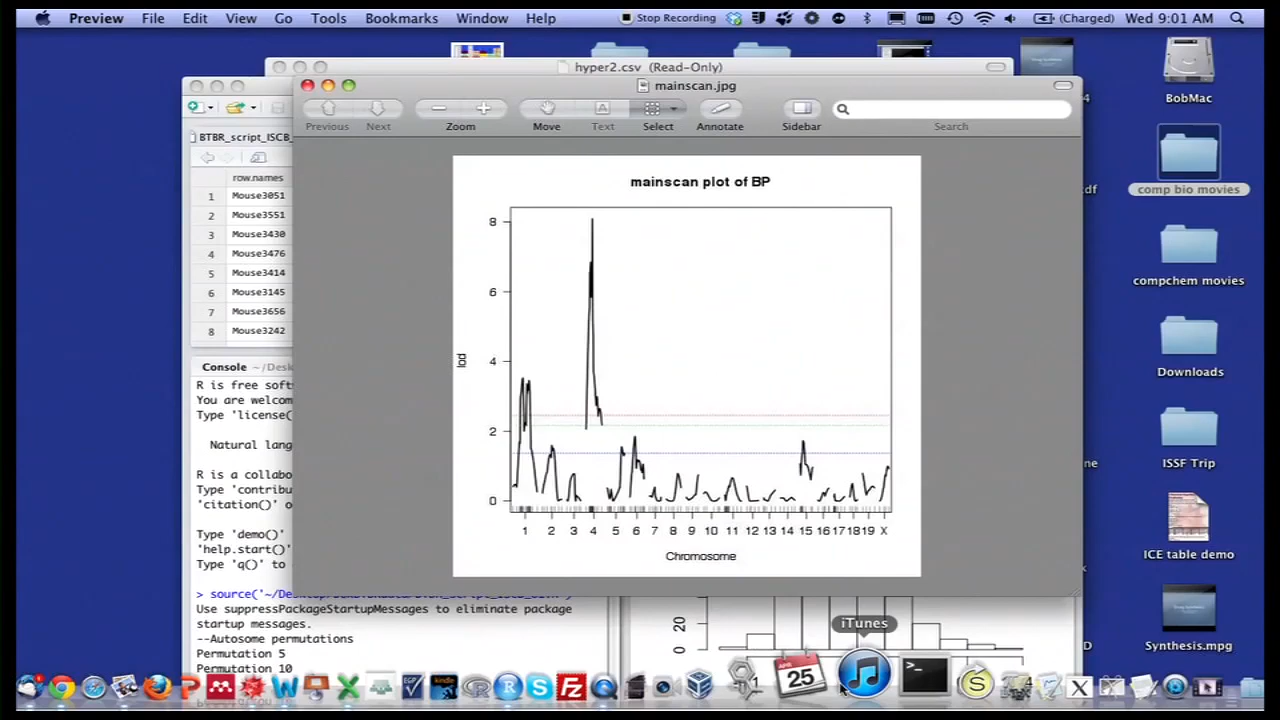 Preview File Edit View Go Tools Bookmarks Window Help Stop Recording (Charged) Wed 9:01 AM
hyper2.csv (Read-Only)
mainscan.jpg
Previous Next Zoom Move Text Select Annotate Sidebar Search
BTBR_script_ISCB_
row.names
1 Mouse3051
2 Mouse3551
3 Mouse3430
4 Mouse3476
5 Mouse3414
6 Mouse3145
7 Mouse3656
8 Mouse3242
mainscan plot of BP
8
6
4
2
0
lod
1 2 3 4 5 6 7 8 9 10 11 12 13 14 15 16 17 18 19 X
Chromosome
Console ~/Des
R is free soft
You are welcom
Type 'license(
Natural lang
R is a collabo
Type 'contribu
'citation()' o
Type 'demo()'
'help.start()'
Type 'q()' to
> source('~/De
Use suppressPackageStartupMessages to eliminate package
startup messages.
--Autosome permutations
Permutation 5
Permutation 10
20
0
iTunes
APR
25
BobMac
comp bio movies
compchem movies
Downloads
ISSF Trip
ICE table demo
Synthesis.mpg